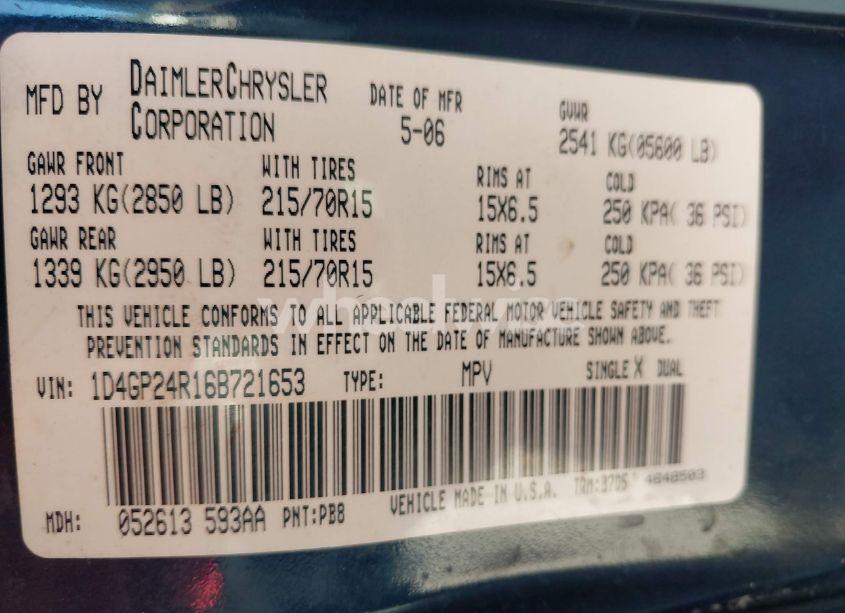 MFD BY DAIMLERCHRYSLER CORPORATION DATE OF MFR 5-06 GVWR 2541 KG(05600 LB)
GAWR FRONT WITH TIRES RIMS AT COLD
1293 KG(2850 LB) 215/70R15 15X6.5 250 KPA( 36 PSI)
GAWR REAR WITH TIRES RIMS AT COLD
1339 KG(2950 LB) 215/70R15 15X6.5 250 KPA( 36 PSI)
THIS VEHICLE CONFORMS TO ALL APPLICABLE FEDERAL MOTOR VEHICLE SAFETY AND THEFT
PREVENTION STANDARDS IN EFFECT ON THE DATE OF MANUFACTURE SHOWN ABOVE.
VIN: 1D4GP24R16B721653 TYPE: MPV SINGLE X DUAL
MDH: 052613 593AA PNT:PB8 VEHICLE MADE IN U.S.A. 4848503